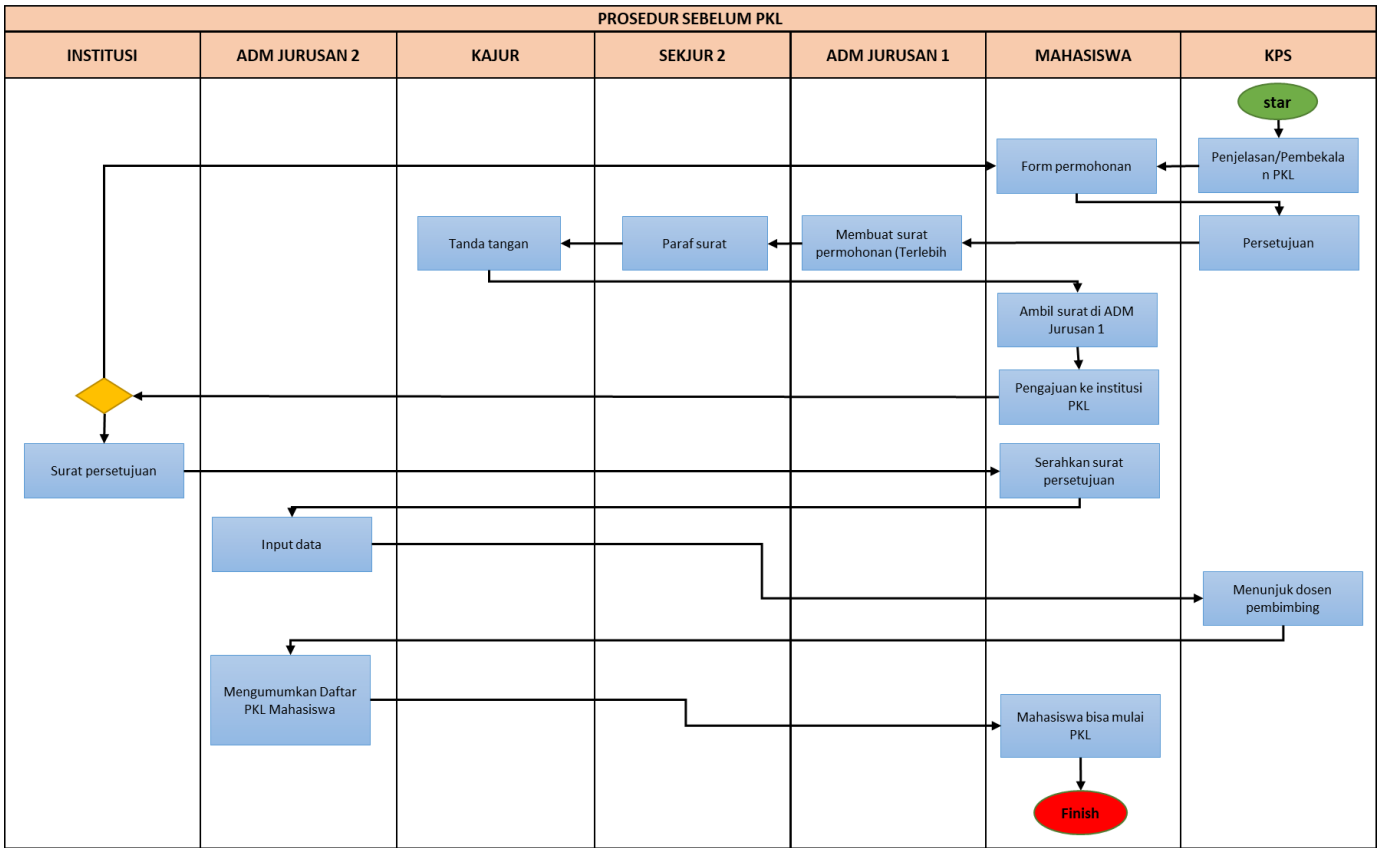 PROSEDUR SEBELUM PKL
INSTITUSI
ADM JURUSAN 2
KAJUR
SEKJUR 2
ADM JURUSAN 1
MAHASISWA
KPS
star
Penjelasan/Pembekala
n PKL
Form permohonan
Persetujuan
Membuat surat
permohonan (Terlebih
Paraf surat
Tanda tangan
Ambil surat di ADM
Jurusan 1
Pengajuan ke institusi
PKL
Surat persetujuan
Serahkan surat
persetujuan
Input data
Menunjuk dosen
pembimbing
Mengumumkan Daftar
PKL Mahasiswa
Mahasiswa bisa mulai
PKL
Finish